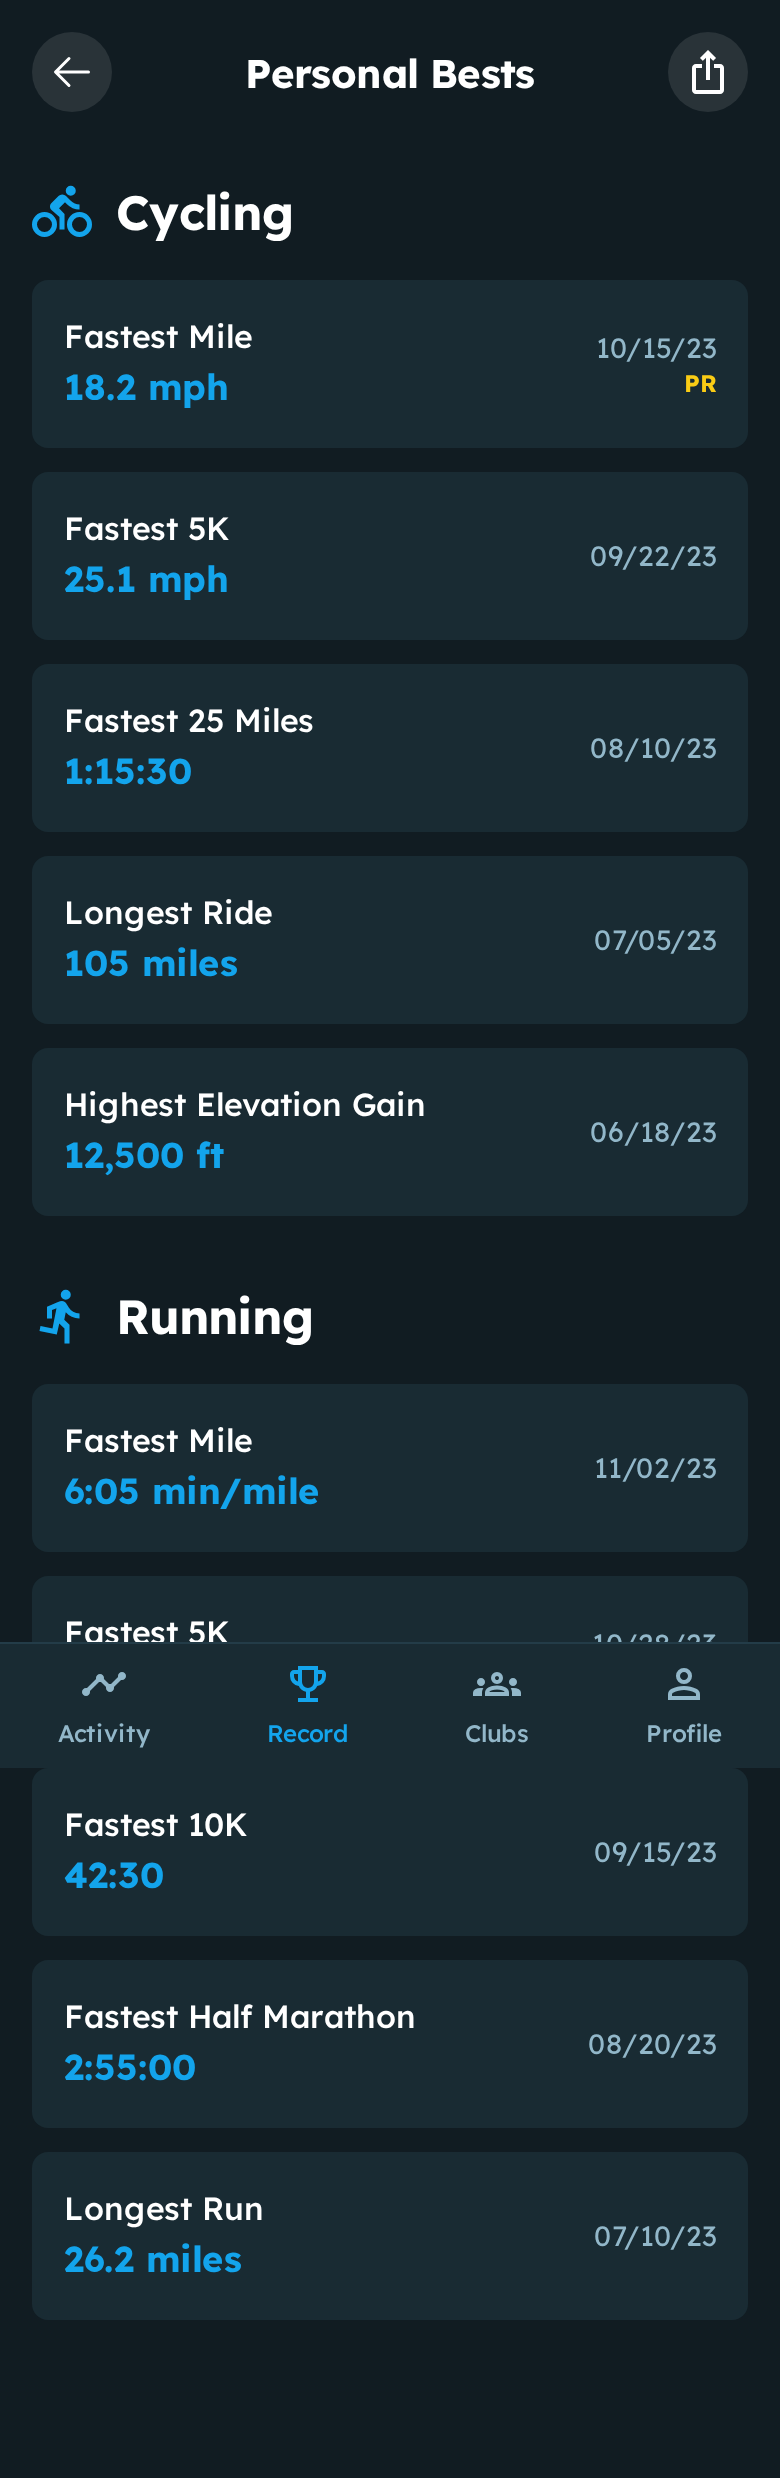 Personal Bests
Cycling
Fastest Mile
18.2 mph
10/15/23
PR
Fastest 5K
25.1 mph
09/22/23
Fastest 25 Miles
1:15:30
08/10/23
Longest Ride
105 miles
07/05/23
Highest Elevation Gain
12,500 ft
06/18/23
Running
Fastest Mile
6:05 min/mile
11/02/23
Fastest 5K
10/28/23
Activity
Record
Clubs
Profile
Fastest 10K
42:30
09/15/23
Fastest Half Marathon
2:55:00
08/20/23
Longest Run
26.2 miles
07/10/23